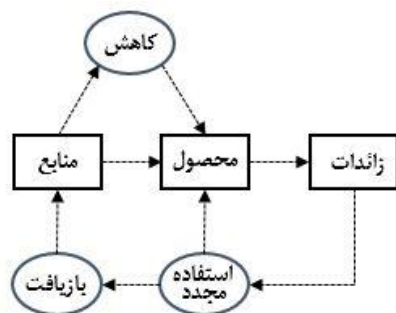 کاهش
منابع
محصول
زائدات
بازیافت
استفاده
مجدد